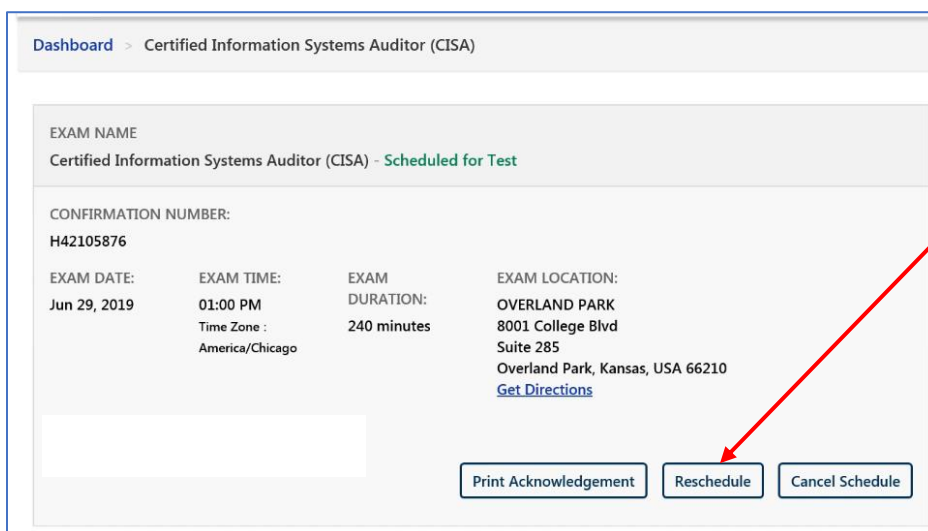 Dashboard > Certified Information Systems Auditor (CISA)
EXAM NAME
Certified Information Systems Auditor (CISA) - Scheduled for Test
CONFIRMATION NUMBER:
H42105876
EXAM DATE:
Jun 29, 2019
EXAM TIME:
01:00 PM
Time Zone :
America/Chicago
EXAM
DURATION:
240 minutes
EXAM LOCATION:
OVERLAND PARK
8001 College Blvd
Suite 285
Overland Park, Kansas, USA 66210
Get Directions
Print Acknowledgement
Reschedule
Cancel Schedule